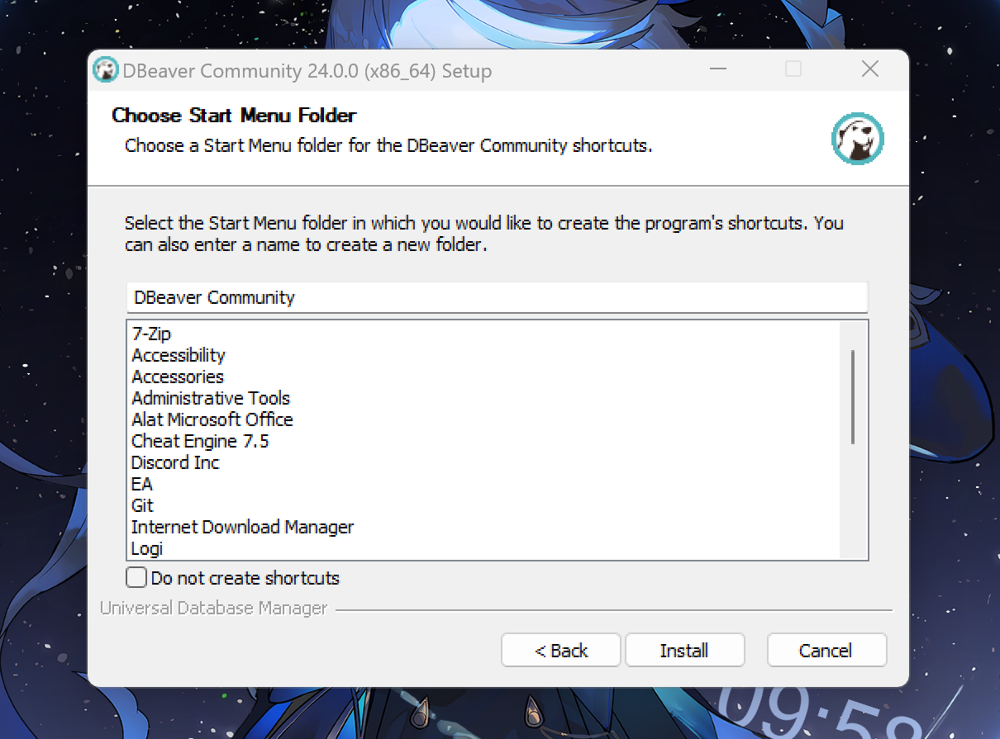 DBeaver Community 24.0.0 (x86_64) Setup
Choose Start Menu Folder
Choose a Start Menu folder for the DBeaver Community shortcuts.
Select the Start Menu folder in which you would like to create the program's shortcuts. You
can also enter a name to create a new folder.
DBeaver Community
7-Zip
Accessibility
Accessories
Administrative Tools
Alat Microsoft Office
Cheat Engine 7.5
Discord Inc
EA
Git
Internet Download Manager
Logi
Do not create shortcuts
Universal Database Manager
< Back
Install
Cancel
09:58